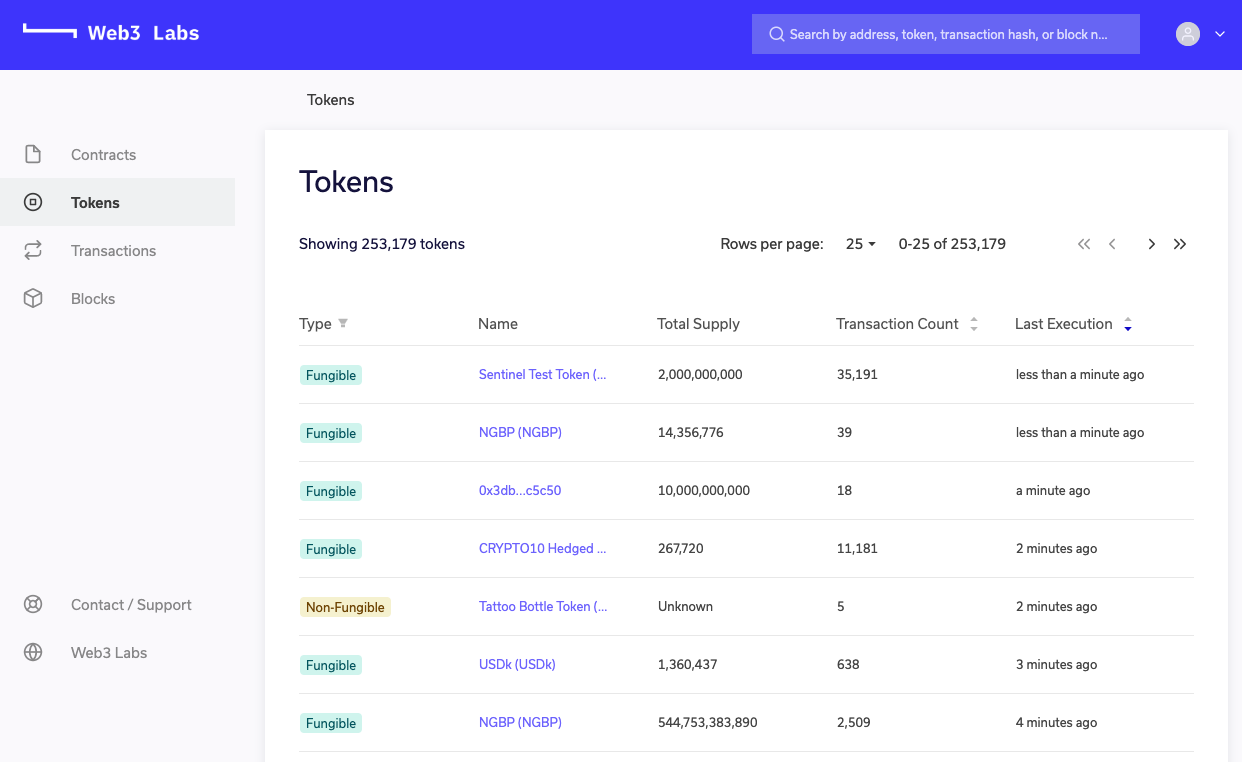 Web3 Labs
Search by address, token, transaction hash, or block n...
Tokens
Contracts
Tokens
Transactions
Blocks
Contact / Support
Web3 Labs
Tokens
Showing 253,179 tokens
Rows per page: 25 0-25 of 253,179
Type Name Total Supply Transaction Count Last Execution
Fungible Sentinel Test Token (... 2,000,000,000 35,191 less than a minute ago
Fungible NGBP (NGBP) 14,356,776 39 less than a minute ago
Fungible 0x3db...c5c50 10,000,000,000 18 a minute ago
Fungible CRYPTO10 Hedged ... 267,720 11,181 2 minutes ago
Non-Fungible Tattoo Bottle Token (... Unknown 5 2 minutes ago
Fungible USDk (USDk) 1,360,437 638 3 minutes ago
Fungible NGBP (NGBP) 544,753,383,890 2,509 4 minutes ago